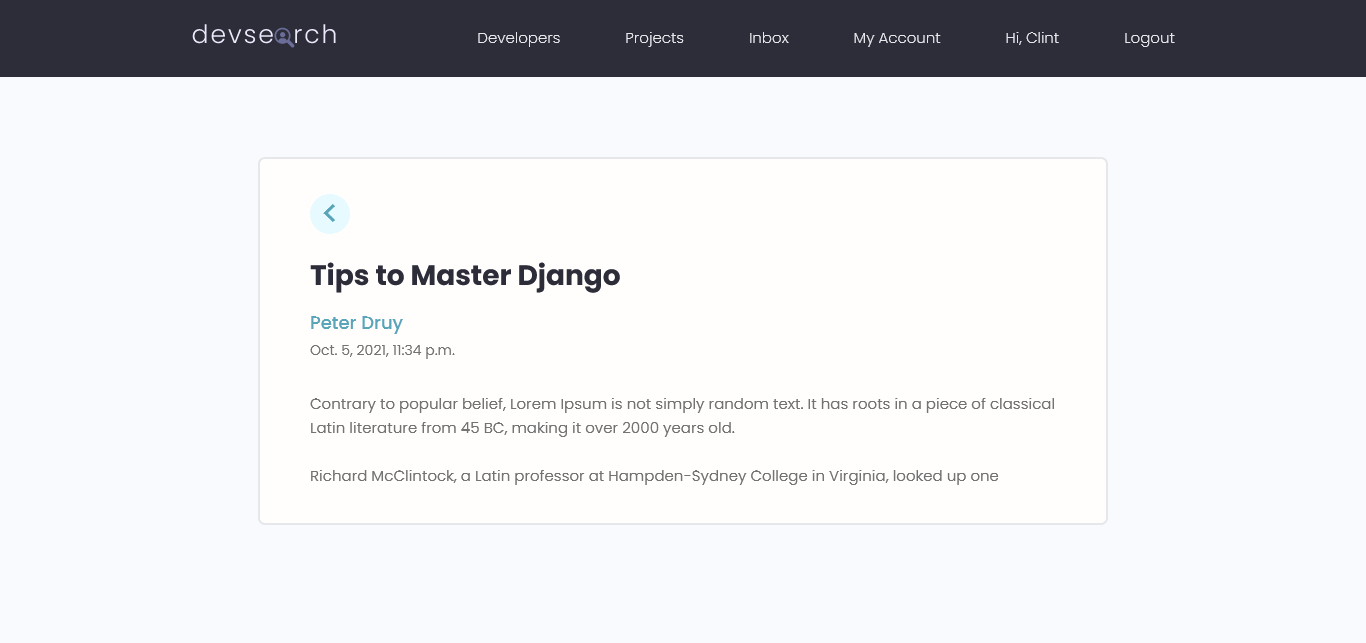 devsearch
Developers
Projects
Inbox
My Account
Hi, Clint
Logout
Tips to Master Django
Peter Druy
Oct. 5, 2021, 11:34 p.m.
Contrary to popular belief, Lorem Ipsum is not simply random text. It has roots in a piece of classical
Latin literature from 45 BC, making it over 2000 years old.
Richard McClintock, a Latin professor at Hampden-Sydney College in Virginia, looked up one